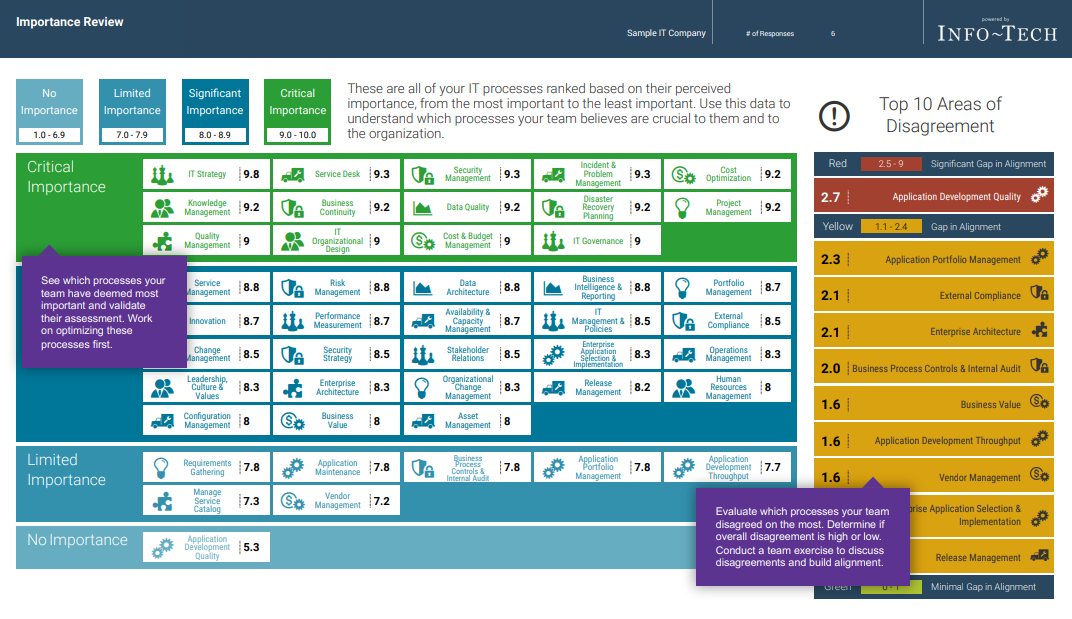 Importance Review
Sample IT Company
# of Responses
6
powered by
INFO~TECH
No
Importance
1.0 - 6.9
Limited
Importance
7.0 - 7.9
Significant
Importance
8.0 - 8.9
Critical
Importance
9.0 - 10.0
These are all of your IT processes ranked based on their perceived
importance, from the most important to the least important. Use this data to
understand which processes your team believes are crucial to them and to
the organization.
Critical
Importance
IT Strategy 9.8
Service Desk 9.3
Security
Management 9.3
Incident &
Problem
Management 9.3
Cost
Optimization 9.2
Knowledge
Management 9.2
Business
Continuity 9.2
Data Quality 9.2
Disaster
Recovery
Planning 9.2
Project
Management 9.2
Quality
Management 9
IT
Organizational
Design 9
Cost & Budget
Management 9
IT Governance 9
See which processes your
team have deemed most
important and validate
their assessment. Work
on optimizing these
processes first.
Service
Management 8.8
Risk
Management 8.8
Data
Architecture 8.8
Business
Intelligence &
Reporting 8.8
Portfolio
Management 8.7
Innovation 8.7
Performance
Measurement 8.7
Availability &
Capacity
Management 8.7
IT
Management &
Policies 8.5
External
Compliance 8.5
Change
Management 8.5
Security
Strategy 8.5
Stakeholder
Relations 8.5
Enterprise
Application
Selection &
Implementation 8.3
Operations
Management 8.3
Leadership,
Culture &
Values 8.3
Enterprise
Architecture 8.3
Organizational
Change
Management 8.3
Release
Management 8.2
Human
Resources
Management 8
Configuration
Management 8
Business
Value 8
Asset
Management 8
Limited
Importance
Requirements
Gathering 7.8
Application
Maintenance 7.8
Business
Process
Controls &
Internal Audit 7.8
Application
Portfolio
Management 7.8
Application
Development
Throughput 7.7
Manage
Service
Catalog 7.3
Vendor
Management 7.2
No Importance
Application
Development
Quality 5.3
Top 10 Areas of
Disagreement
Red 2.5 - 9 Significant Gap in Alignment
2.7 Application Development Quality
Yellow 1.1 - 2.4 Gap in Alignment
2.3 Application Portfolio Management
2.1 External Compliance
2.1 Enterprise Architecture
2.0 Business Process Controls & Internal Audit
1.6 Business Value
1.6 Application Development Throughput
1.6 Vendor Management
Application Selection &
Implementation
Release Management
Green 0 - 1 Minimal Gap in Alignment
Evaluate which processes your team
disagreed on the most. Determine if
overall disagreement is high or low.
Conduct a team exercise to discuss
disagreements and build alignment.